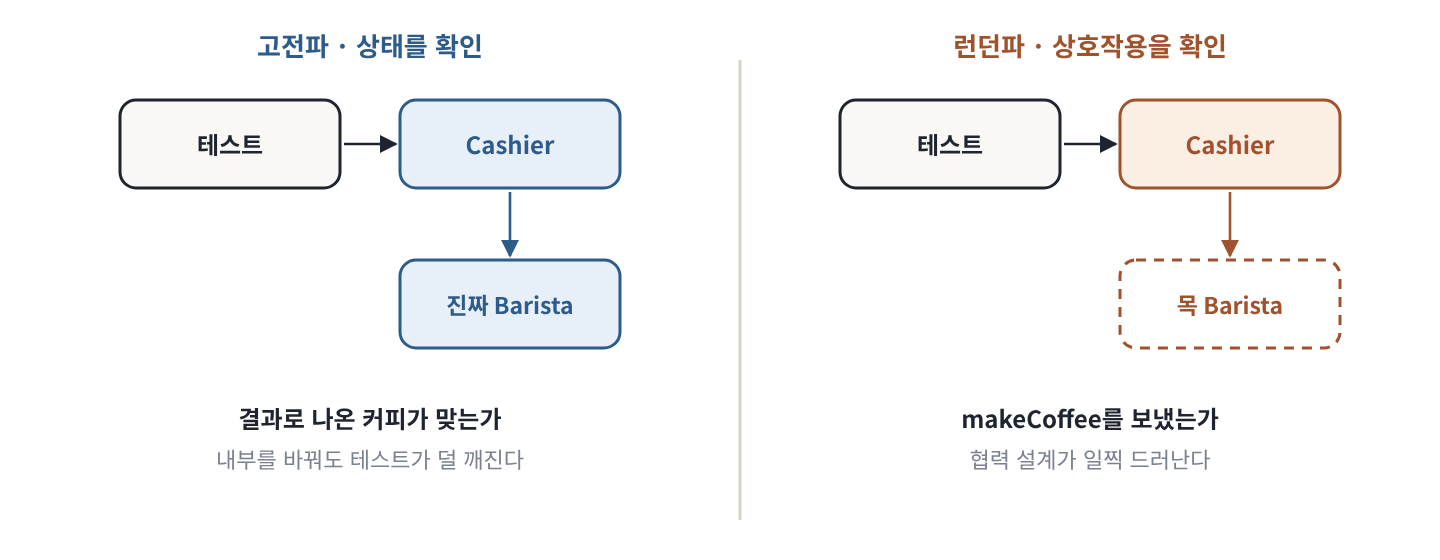 고전파 · 상태를 확인
테스트
Cashier
진짜 Barista
결과로 나온 커피가 맞는가
내부를 바꿔도 테스트가 덜 깨진다
런던파 · 상호작용을 확인
테스트
Cashier
목 Barista
makeCoffee를 보냈는가
협력 설계가 일찍 드러난다